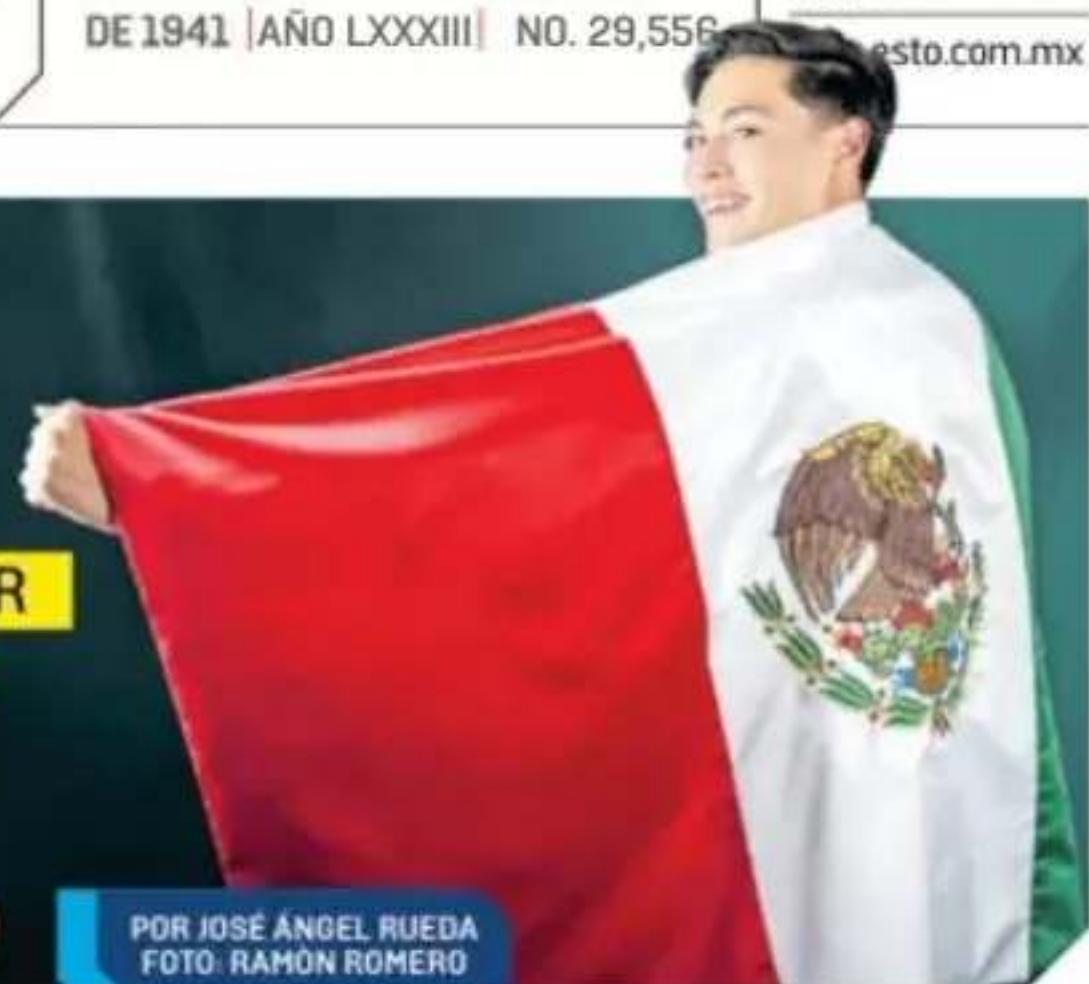 DE 1941 |AÑO LXXXIII| NO. 29,556
esto.com.mx
R
POR JOSÉ ÁNGEL RUEDA
FOTO: RAMÓN ROMERO